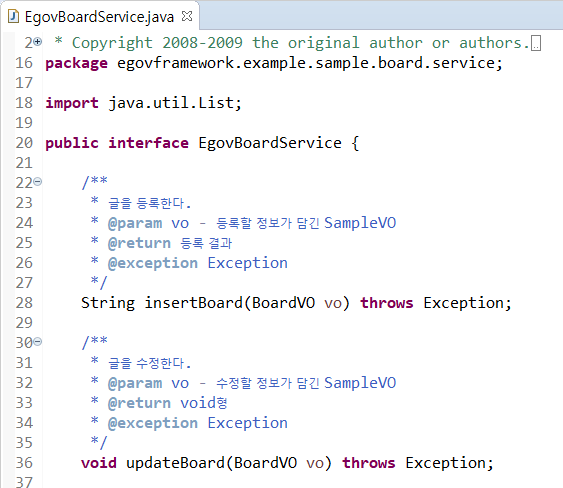 EgovBoardService.java
2 * Copyright 2008-2009 the original author or authors.
16 package egovframework.example.sample.board.service;
17
18 import java.util.List;
19
20 public interface EgovBoardService {
21
22 /**
23 * 글을 등록한다.
24 * @param vo - 등록할 정보가 담긴 SampleVO
25 * @return 등록 결과
26 * @exception Exception
27 */
28 String insertBoard(BoardVO vo) throws Exception;
29
30 /**
31 * 글을 수정한다.
32 * @param vo - 수정할 정보가 담긴 SampleVO
33 * @return void형
34 * @exception Exception
35 */
36 void updateBoard(BoardVO vo) throws Exception;
37